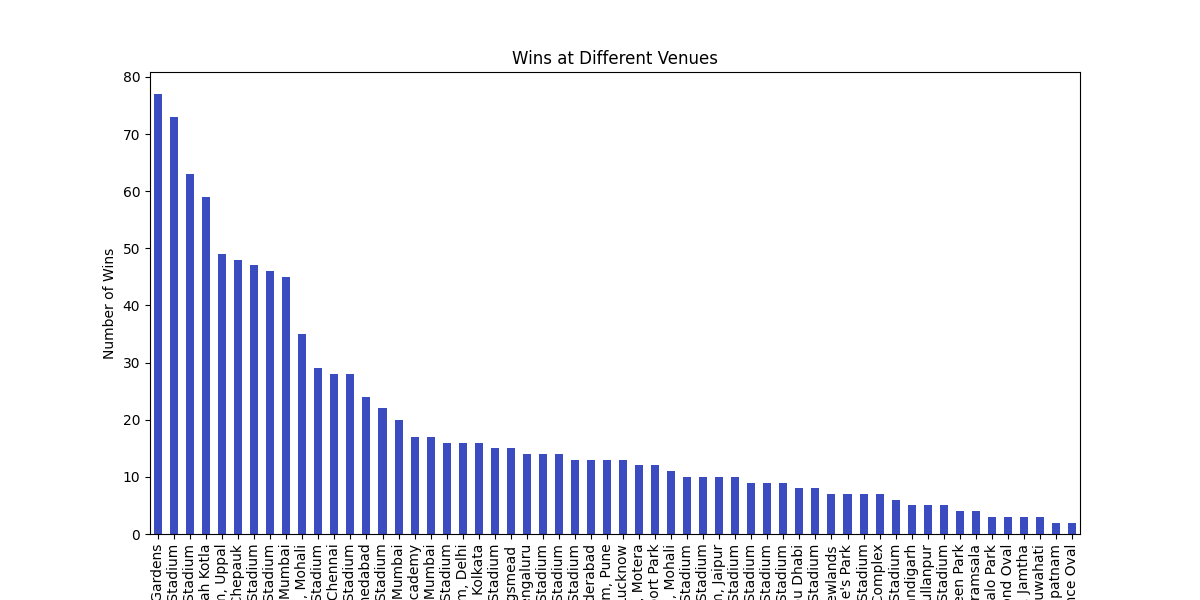 Wins at Different Venues
Number of Wins
80
70
60
50
40
30
20
10
0
Gardens
Stadium
Stadium
ah Kotla
, Uppal
Chepauk
Stadium
Stadium
Mumbai
, Mohali
Stadium
Chennai
Stadium
medabad
Stadium
Mumbai
cademy
Mumbai
Stadium
m, Delhi
Kolkata
Stadium
gsmead
engaluru
Stadium
Stadium
Stadium
derabad
m, Pune
Lucknow
, Motera
ort Park
, Mohali
Stadium
Stadium
n, Jaipur
Stadium
Stadium
Stadium
Stadium
u Dhabi
Stadium
ewlands
e's Park
Stadium
Complex
Stadium
ndigarh
ullanpur
Stadium
een Park
ramsala
alo Park
nd Oval
Jamtha
uwahati
patnam
nce Oval